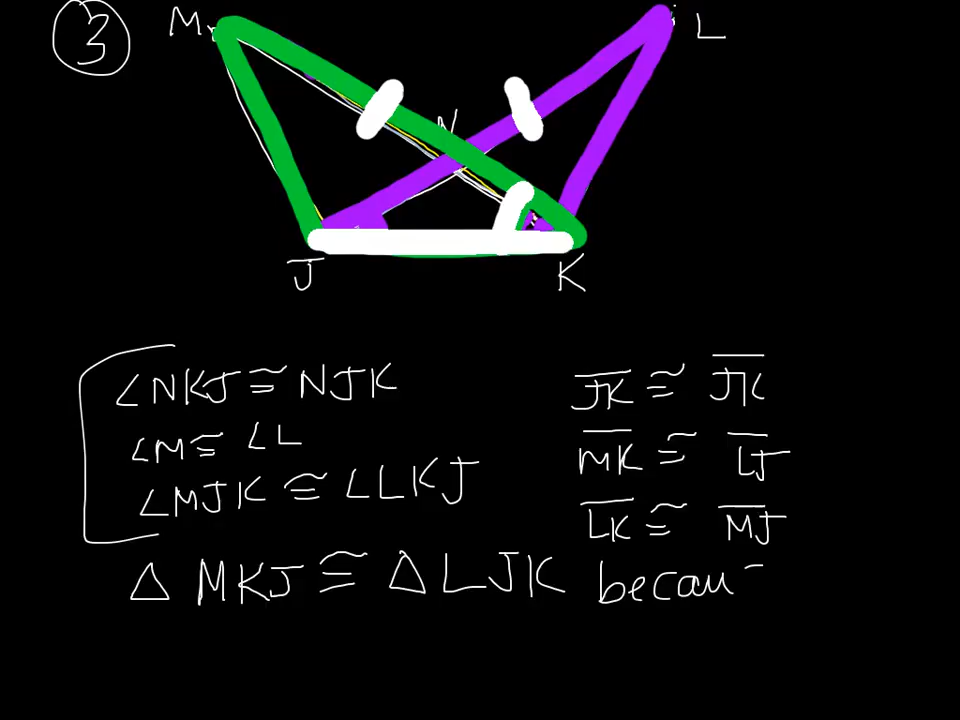 3
M
L
N
J
K
∠NKJ ≅ NJK
∠M ≅ ∠L
∠MJK ≅ ∠LKJ
JK ≅ JK
MK ≅ LJ
LK ≅ MJ
△ MKJ ≅ △ LJK becau